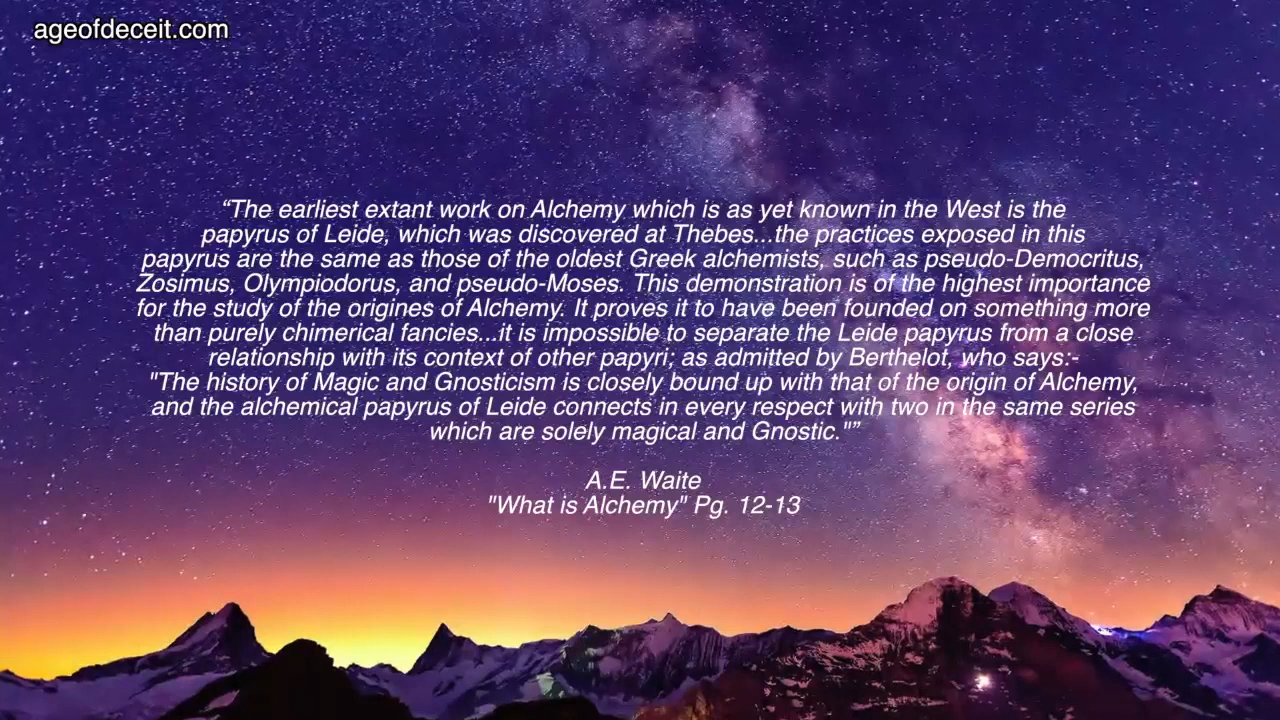 ageofdeceit.com
“The earliest extant work on Alchemy which is as yet known in the West is the
papyrus of Leide, which was discovered at Thebes...the practices exposed in this
papyrus are the same as those of the oldest Greek alchemists, such as pseudo-Democritus,
Zosimus, Olympiodorus, and pseudo-Moses. This demonstration is of the highest importance
for the study of the origines of Alchemy. It proves it to have been founded on something more
than purely chimerical fancies...it is impossible to separate the Leide papyrus from a close
relationship with its context of other papyri; as admitted by Berthelot, who says:-
"The history of Magic and Gnosticism is closely bound up with that of the origin of Alchemy,
and the alchemical papyrus of Leide connects in every respect with two in the same series
which are solely magical and Gnostic."”
A.E. Waite
"What is Alchemy" Pg. 12-13